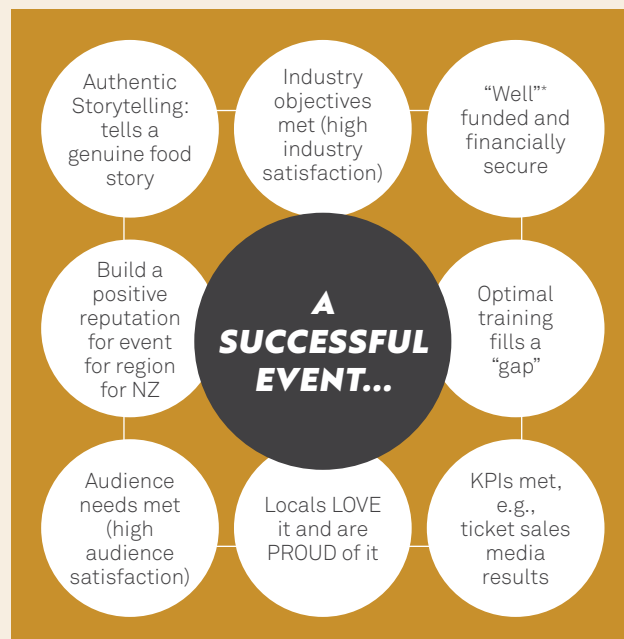 Authentic
Storytelling:
tells a
genuine food
story
Industry
objectives
met (high
industry
satisfaction)
“Well”*
funded and
financially
secure
Build a
positive
reputation
for event
for region
for NZ
A
SUCCESSFUL
EVENT...
Optimal
training
fills a
“gap”
Audience
needs met
(high
audience
satisfaction)
Locals LOVE
it and are
PROUD of it
KPIs met,
e.g.,
ticket sales
media
results